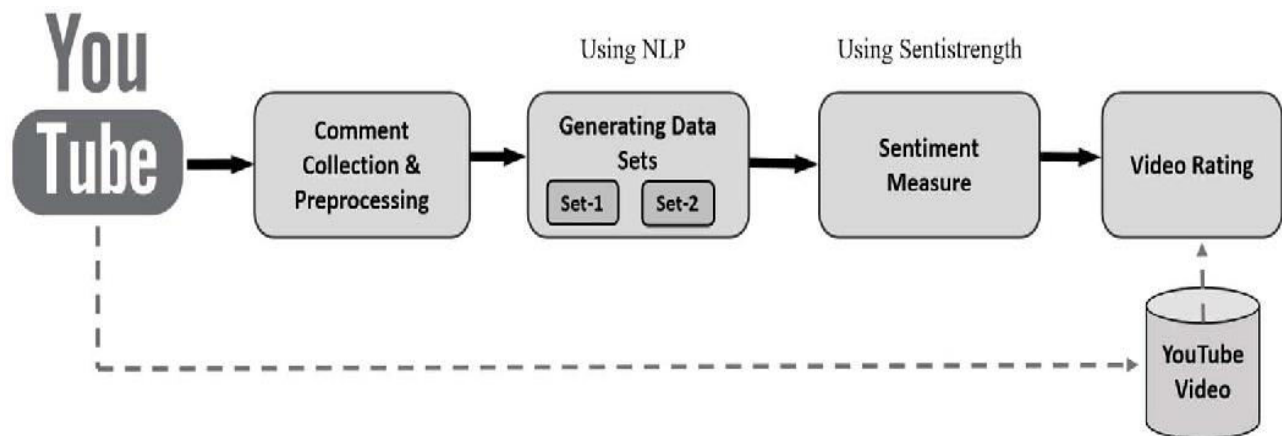 You
Tube
Using NLP
Using Sentistrength
Comment
Collection &
Preprocessing
Generating Data
Sets
Set-1
Set-2
Sentiment
Measure
Video Rating
YouTube
Video